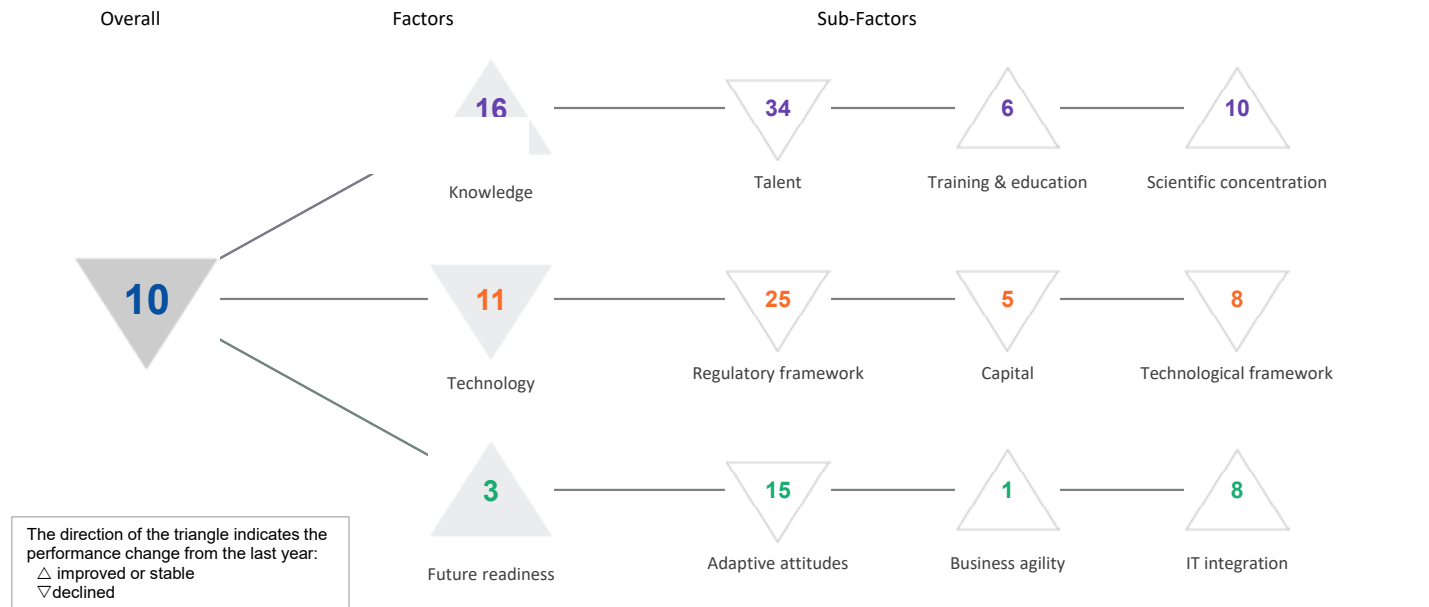 Overall Factors Sub-Factors
16 34 6 10
Knowledge Talent Training & education Scientific concentration
10 11 25 5 8
Technology Regulatory framework Capital Technological framework
3 15 1 8
Future readiness Adaptive attitudes Business agility IT integration
The direction of the triangle indicates the
performance change from the last year:
△ improved or stable
▽declined